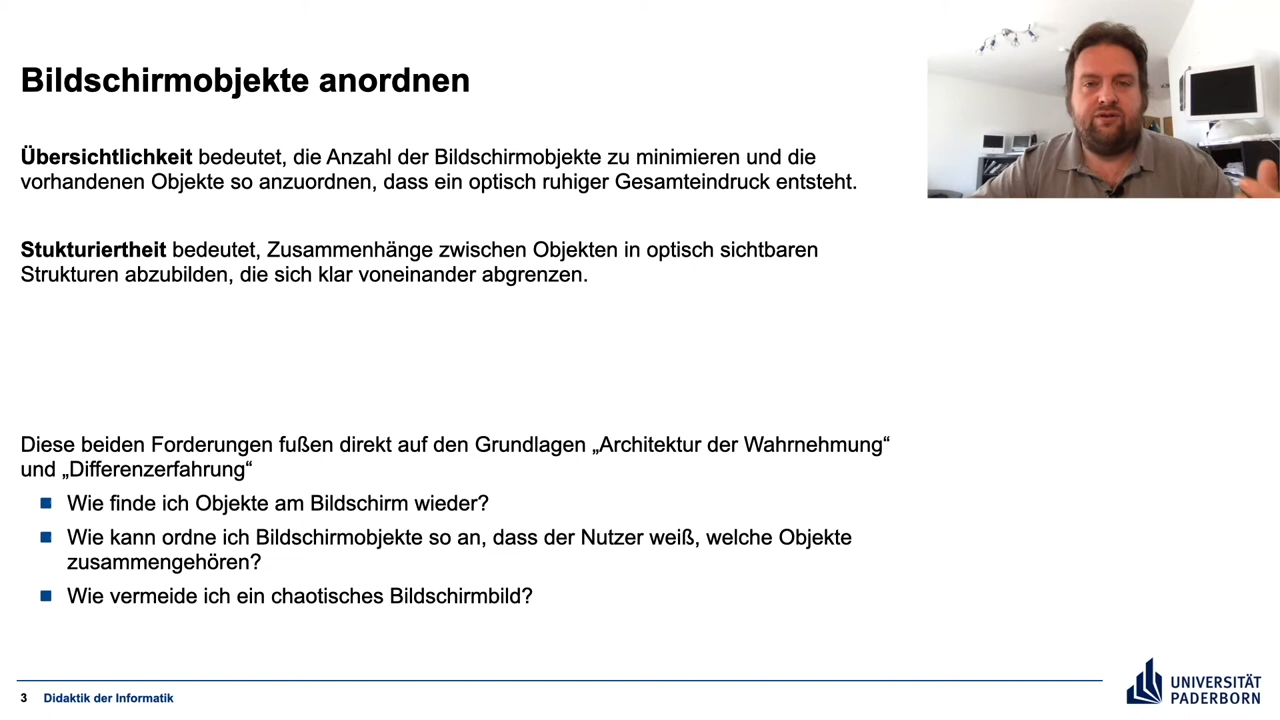 Bildschirmobjekte anordnen
Übersichtlichkeit bedeutet, die Anzahl der Bildschirmobjekte zu minimieren und die
vorhandenen Objekte so anzuordnen, dass ein optisch ruhiger Gesamteindruck entsteht.
Stukturiertheit bedeutet, Zusammenhänge zwischen Objekten in optisch sichtbaren
Strukturen abzubilden, die sich klar voneinander abgrenzen.
Diese beiden Forderungen fußen direkt auf den Grundlagen „Architektur der Wahrnehmung“
und „Differenzerfahrung“
Wie finde ich Objekte am Bildschirm wieder?
Wie kann ordne ich Bildschirmobjekte so an, dass der Nutzer weiß, welche Objekte
zusammengehören?
Wie vermeide ich ein chaotisches Bildschirmbild?
3 Didaktik der Informatik
UNIVERSITÄT
PADERBORN